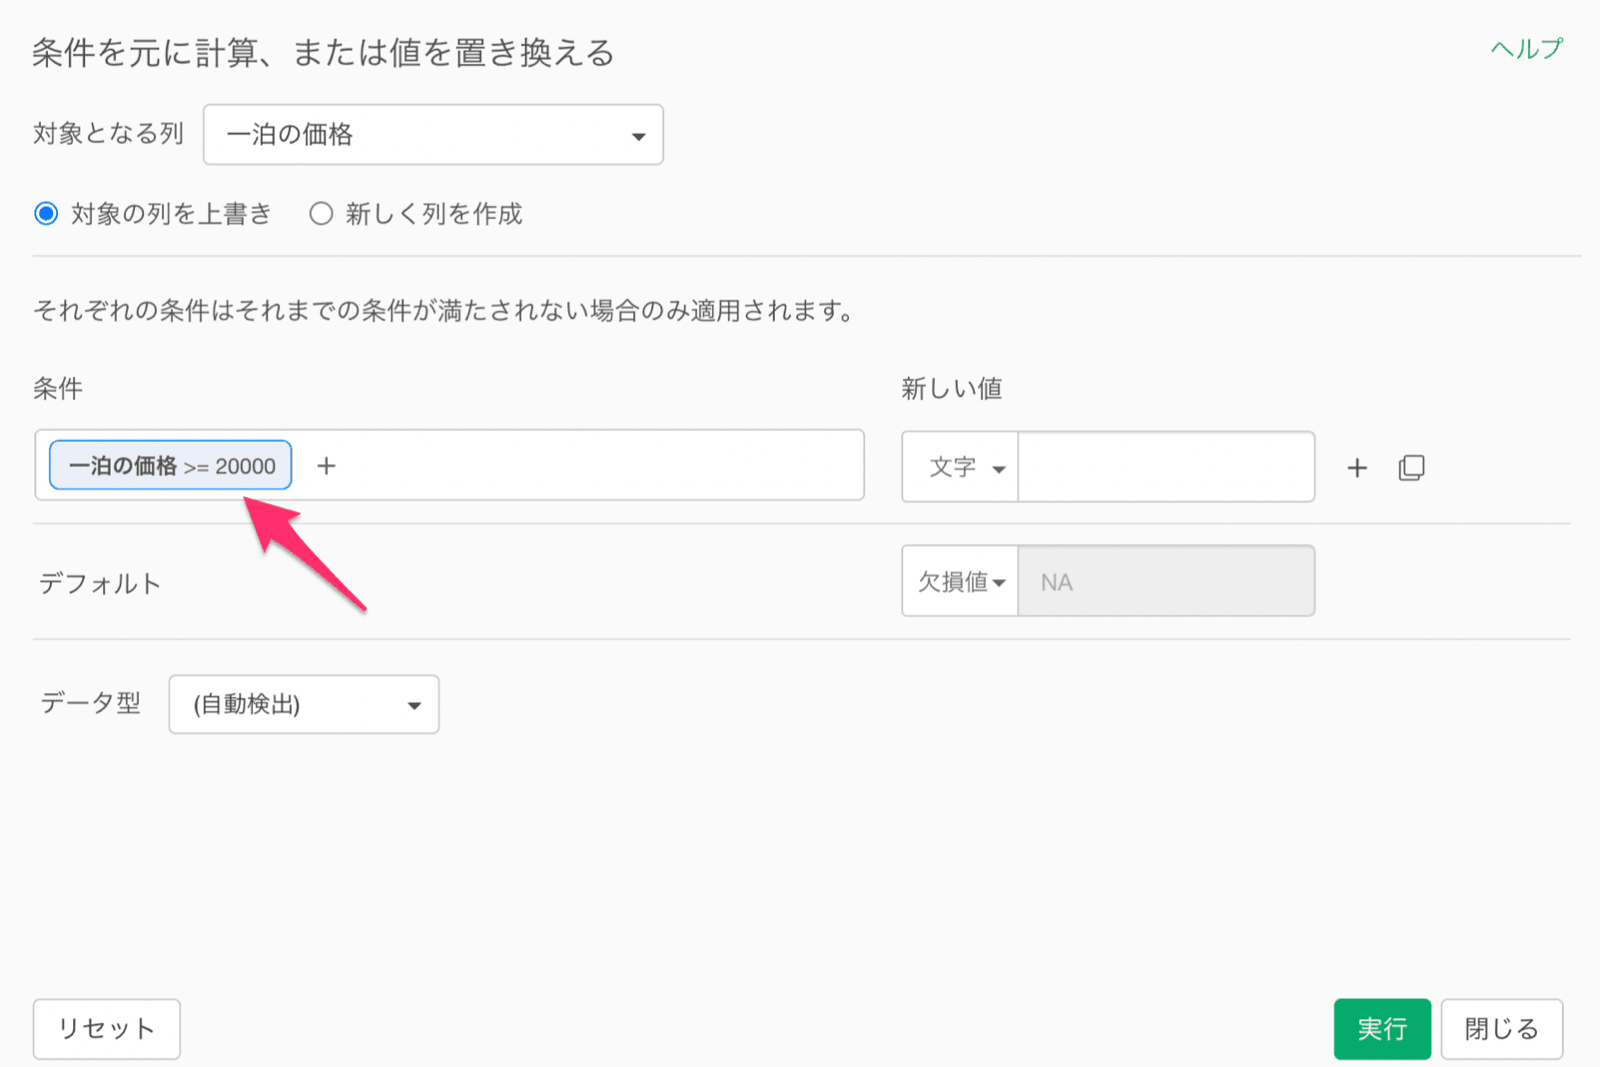 条件を元に計算、または値を置き換える
ヘルプ
対象となる列 一泊の価格
対象の列を上書き 新しく列を作成
それぞれの条件はそれまでの条件が満たされない場合のみ適用されます。
条件 新しい値
一泊の価格 >= 20000 + 文字 +
デフォルト 欠損値 NA
データ型 (自動検出)
リセット 実行 閉じる